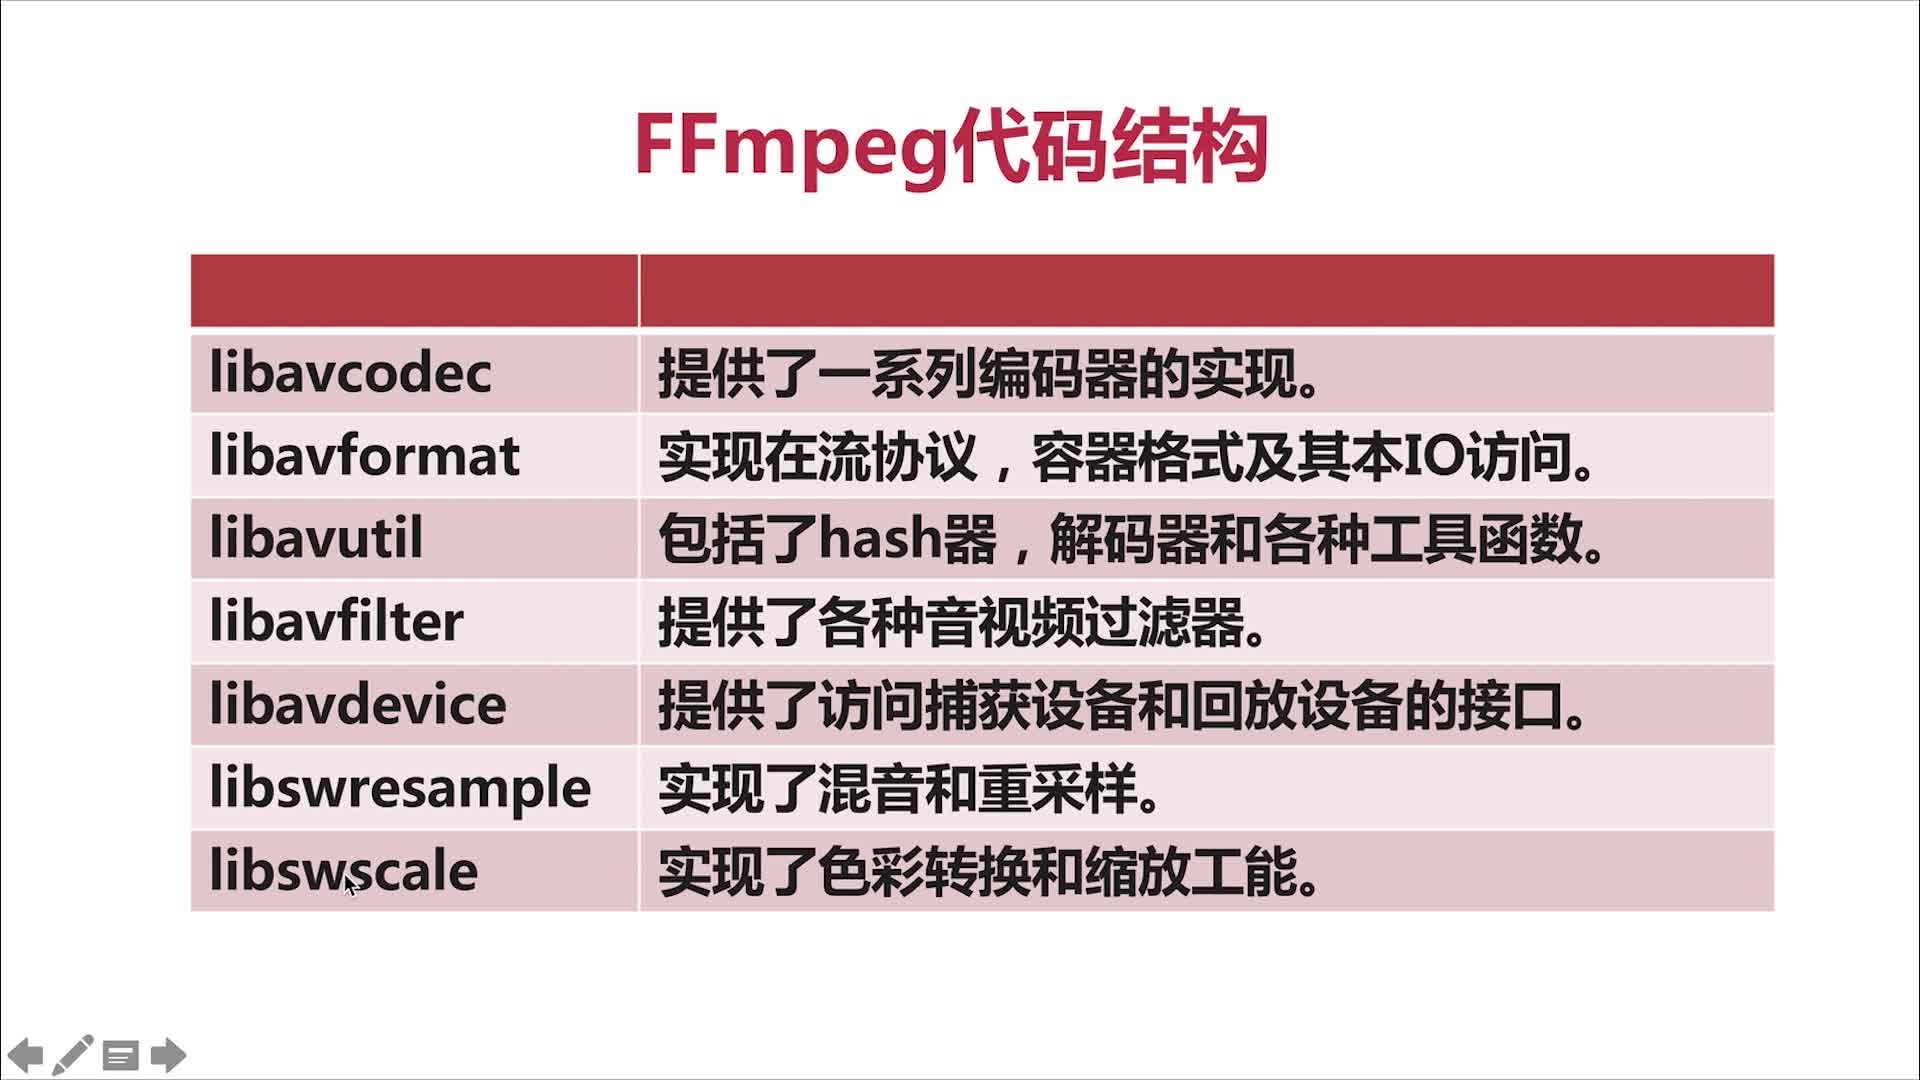 FFmpeg代码结构
libavcodec 提供了一系列编码器的实现。
libavformat 实现在流协议，容器格式及其本IO访问。
libavutil 包括了hash器，解码器和各种工具函数。
libavfilter 提供了各种音视频过滤器。
libavdevice 提供了访问捕获设备和回放设备的接口。
libswresample 实现了混音和重采样。
libswscale 实现了色彩转换和缩放工能。